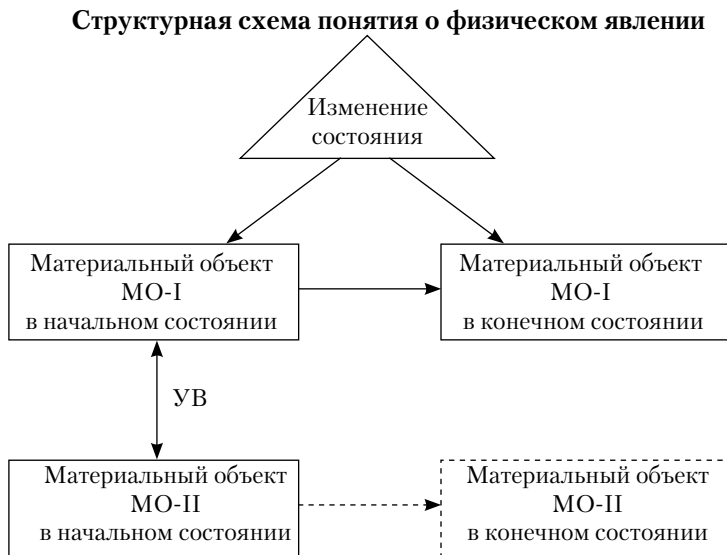 Структурная схема понятия о физическом явлении
Изменение
состояния
Материальный объект
МО-I
в начальном состоянии
Материальный объект
МО-I
в конечном состоянии
УВ
Материальный объект
МО-II
в начальном состоянии
Материальный объект
МО-II
в конечном состоянии